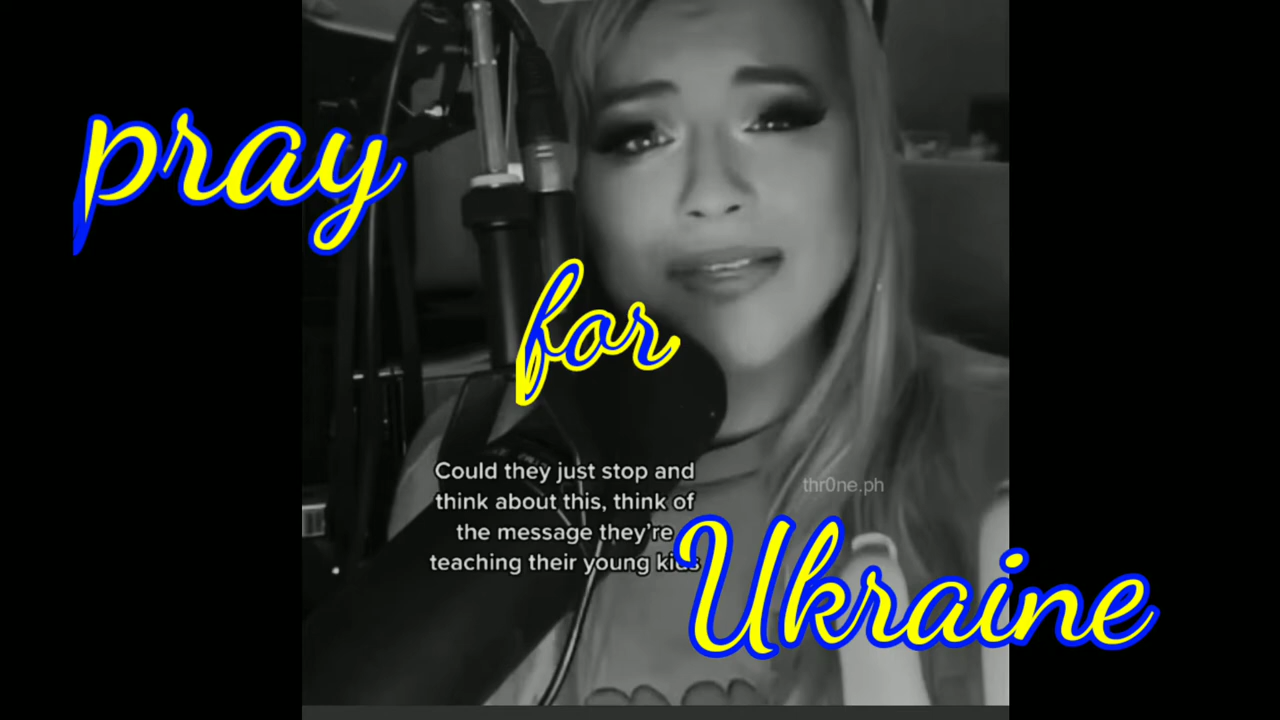 pray
for
Could they just stop and
think about this, think of
the message they're
teaching their young kids
thr0ne.ph
Ukraine